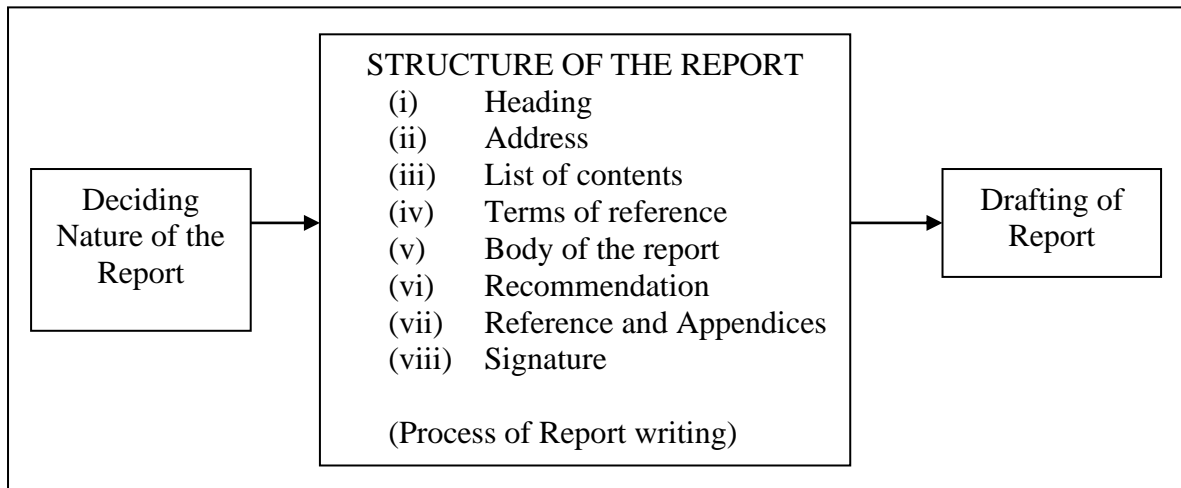 Deciding
Nature of the
Report
STRUCTURE OF THE REPORT
(i) Heading
(ii) Address
(iii) List of contents
(iv) Terms of reference
(v) Body of the report
(vi) Recommendation
(vii) Reference and Appendices
(viii) Signature
(Process of Report writing)
Drafting of
Report